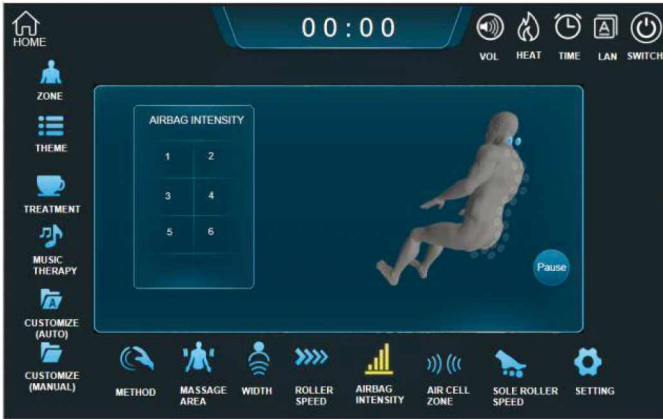 HOME
00:00
VOL
HEAT
TIME
A
LAN
SWITCH
ZONE
THEME
TREATMENT
MUSIC
THERAPY
A
CUSTOMIZE
(AUTO)
CUSTOMIZE
(MANUAL)
AIRBAG INTENSITY
1 2
3 4
5 6
Pause
METHOD
MASSAGE
AREA
WIDTH
ROLLER
SPEED
AIRBAG
INTENSITY
AIR CELL
ZONE
SOLE ROLLER
SPEED
SETTING